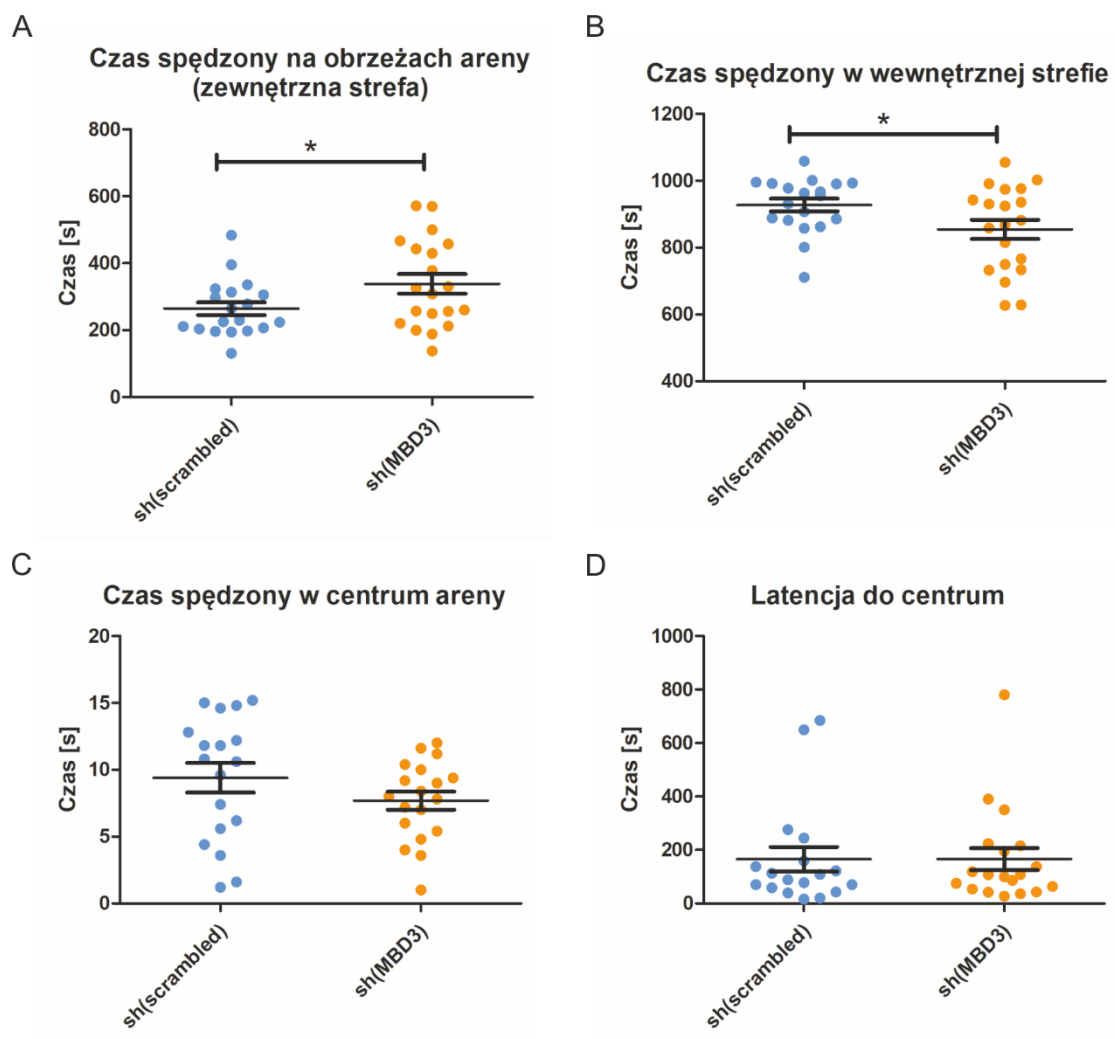 A
Czas spędzony na obrzeżach areny
(zewnętrzna strefa)
800
600
400
200
0
Czas [s]
*
sh(scrambled)
sh(MBD3)
B
Czas spędzony w wewnętrznej strefie
1200
1000
800
600
400
Czas [s]
*
sh(scrambled)
sh(MBD3)
C
Czas spędzony w centrum areny
20
15
10
5
0
Czas [s]
sh(scrambled)
sh(MBD3)
D
Latencja do centrum
1000
800
600
400
200
0
Czas [s]
sh(scrambled)
sh(MBD3)